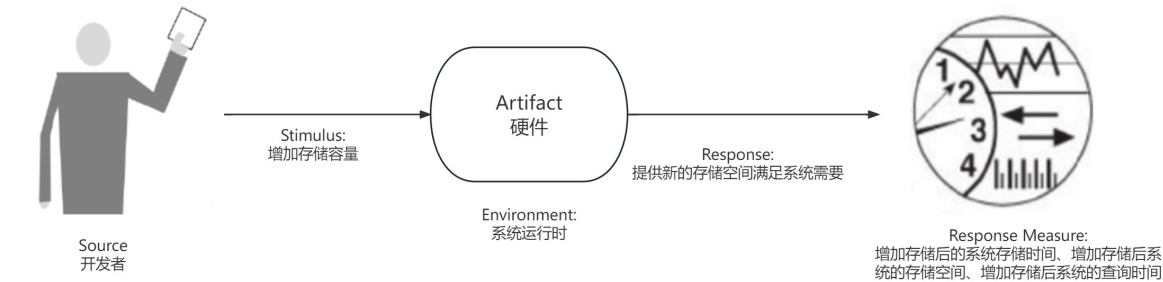 Source
开发者
Stimulus:
增加存储容量
Artifact
硬件
Environment:
系统运行时
Response:
提供新的存储空间满足系统需要
1
2
3
4
Response Measure:
增加存储后的系统存储时间、增加存储后系
统的存储空间、增加存储后系统的查询时间